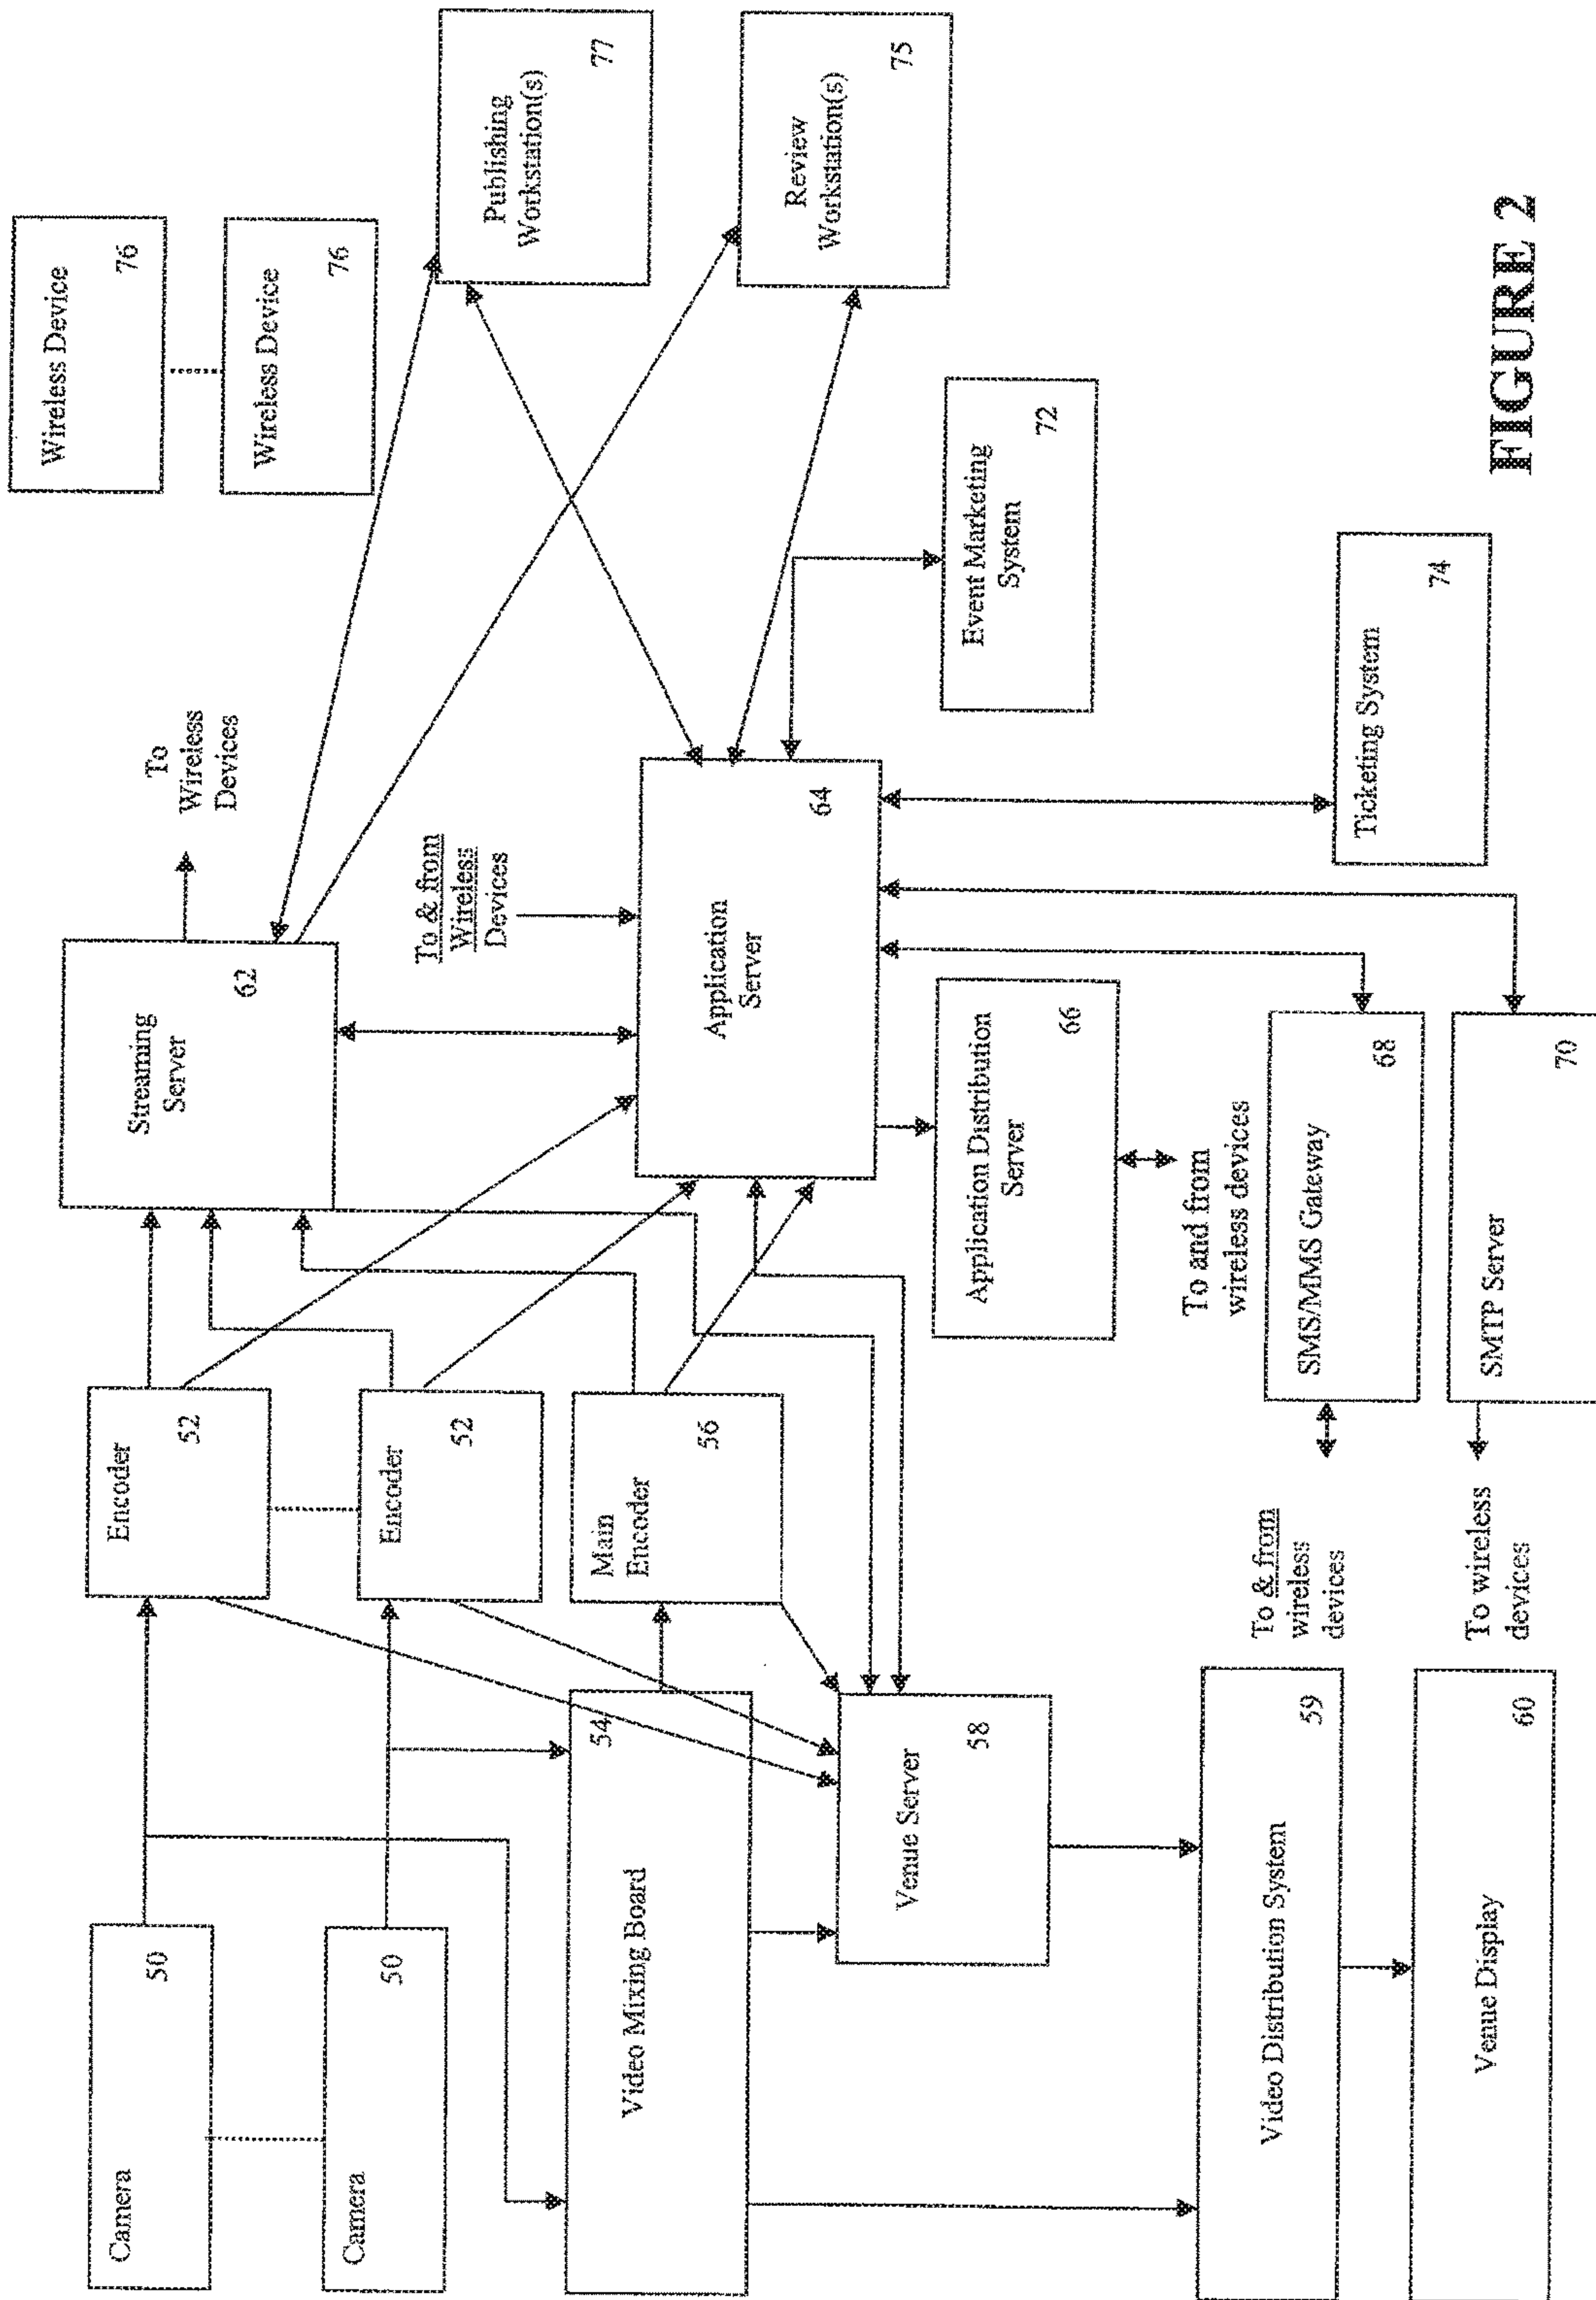 Camera
50
Camera
50
Encoder
52
Encoder
52
Main
Encoder
56
Video Mixing Board
54
Venue Server
58
Video Distribution System
59
Venue Display
60
Streaming
Server
62
To
Wireless
Devices
To & from
Wireless
Devices
Application
Server
64
Application Distribution
Server
66
To and from
wireless devices
SMS/MMS Gateway
68
To & from
wireless
devices
SMTP Server
70
To wireless
devices
Wireless Device
76
Wireless Device
76
Publishing
Workstation(s)
77
Review
Workstation(s)
75
Event Marketing
System
72
Ticketing System
74
FIGURE 2